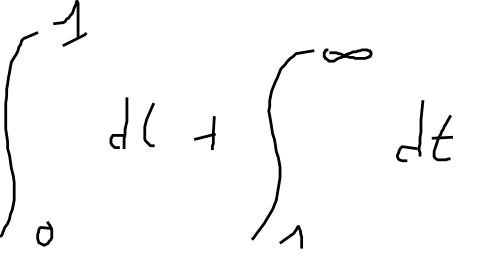 ∫₀¹ dt + ∫₁^∞ dt